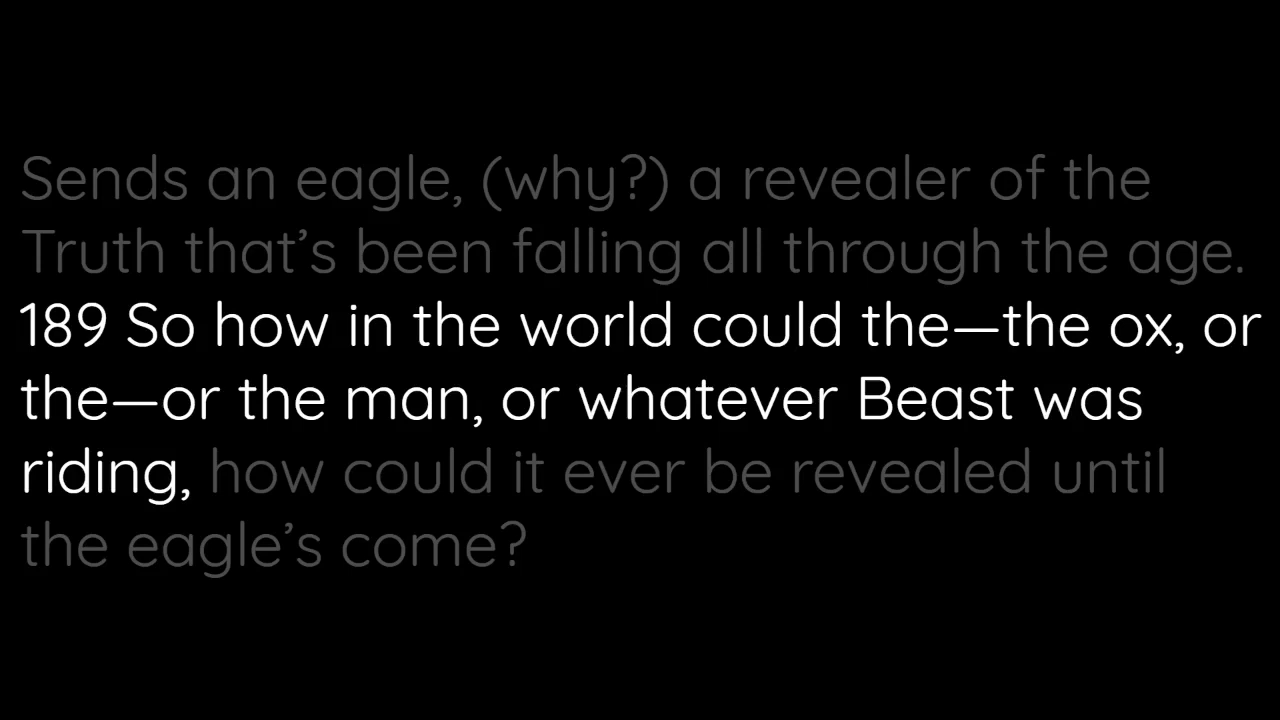 Sends an eagle, (why?) a revealer of the
Truth that’s been falling all through the age.
189 So how in the world could the—the ox, or
the—or the man, or whatever Beast was
riding, how could it ever be revealed until
the eagle’s come?